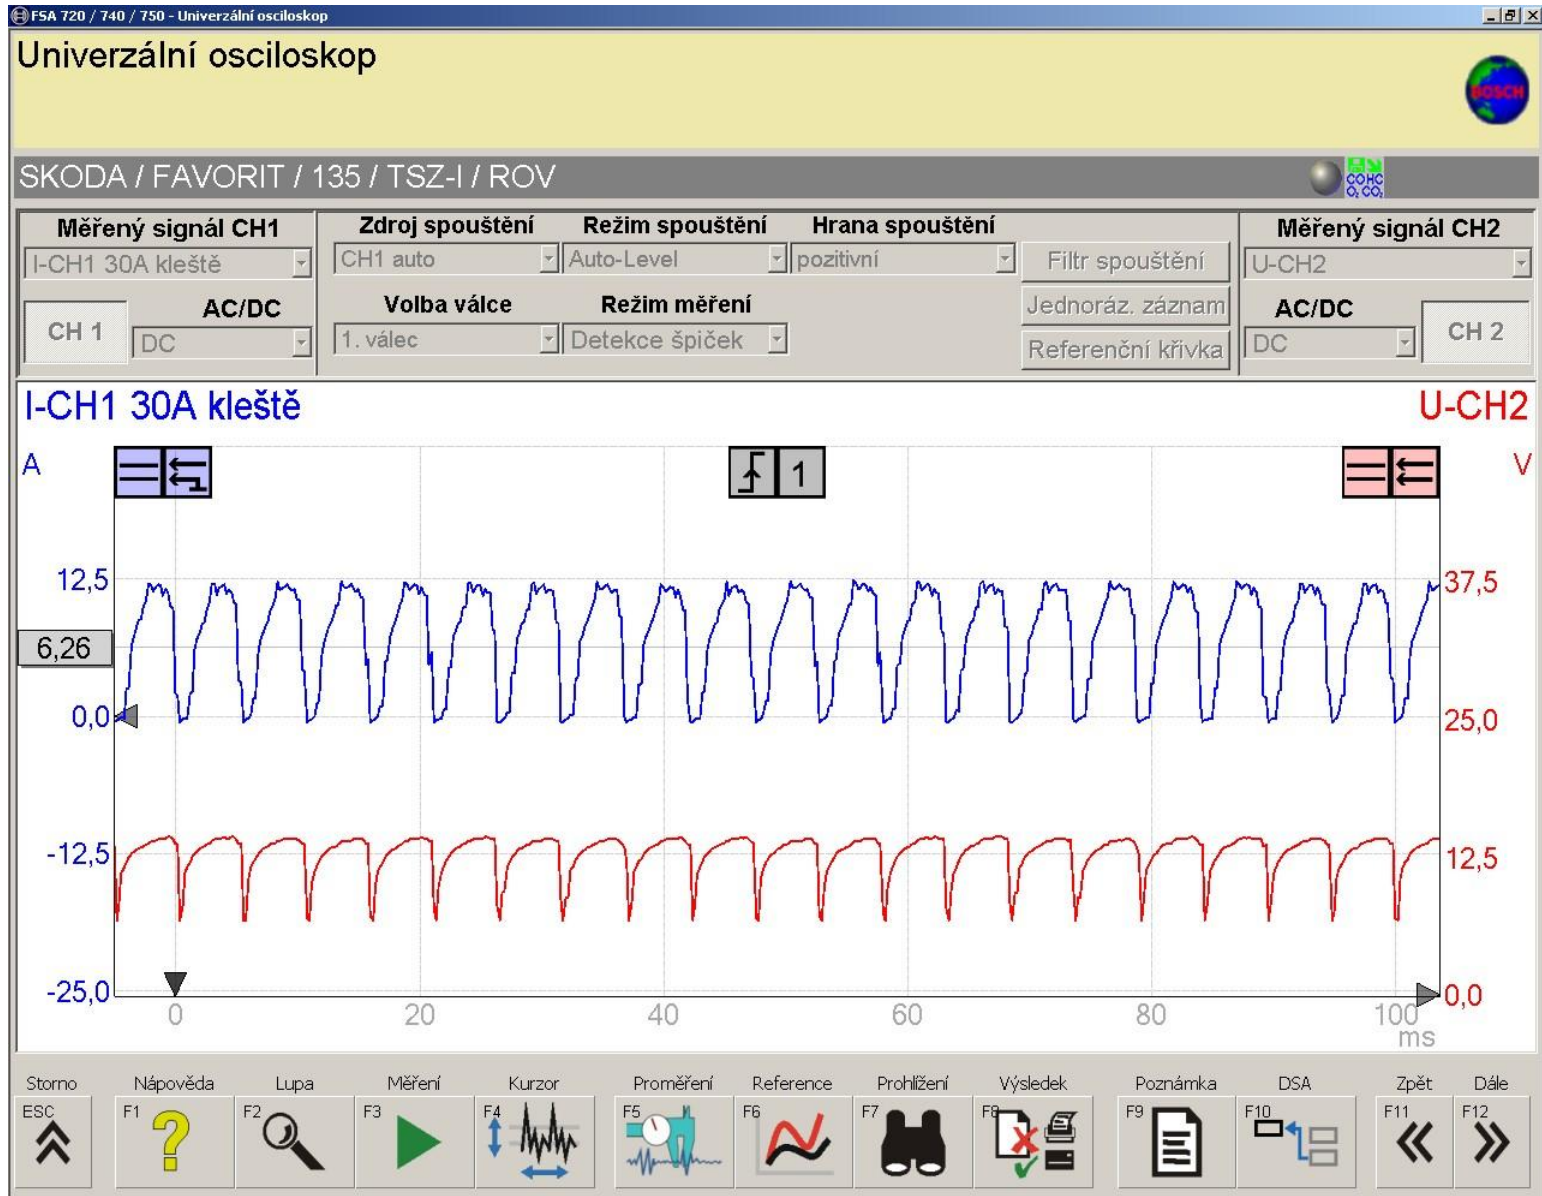 FSA 720 / 740 / 750 - Univerzální osciloskop
Univerzální osciloskop
BOSCH
SKODA / FAVORIT / 135 / TSZ-I / ROV
COHC
O₂ CO₂
Měřený signál CH1
Zdroj spouštění
Režim spouštění
Hrana spouštění
Měřený signál CH2
I-CH1 30A kleště
CH1 auto
Auto-Level
pozitivní
Filtr spouštění
U-CH2
CH 1
AC/DC
Volba válce
Režim měření
Jednoráz. záznam
AC/DC
CH 2
DC
1. válec
Detekce špiček
Referenční křivka
DC
I-CH1 30A kleště
U-CH2
A
1
V
12,5
37,5
6,26
0,0
25,0
-12,5
12,5
-25,0
0,0
0
20
40
60
80
100
ms
Storno
Nápověda
Lupa
Měření
Kurzor
Proměření
Reference
Prohlížení
Výsledek
Poznámka
DSA
Zpět
Dále
ESC
F1
F2
F3
F4
F5
F6
F7
F8
F9
F10
F11
F12